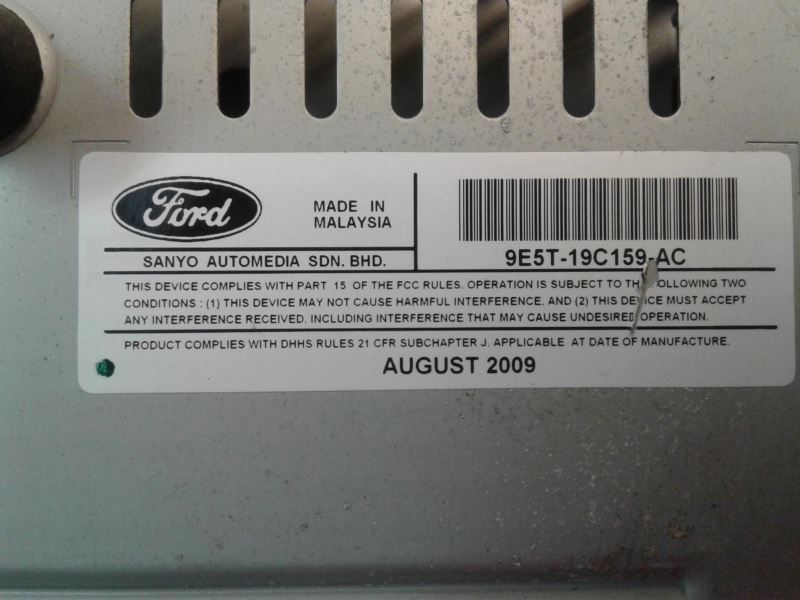 Ford
MADE IN
MALAYSIA
SANYO AUTOMEDIA SDN. BHD.
9E5T-19C159-AC
THIS DEVICE COMPLIES WITH PART 15 OF THE FCC RULES. OPERATION IS SUBJECT TO THE FOLLOWING TWO
CONDITIONS : (1) THIS DEVICE MAY NOT CAUSE HARMFUL INTERFERENCE, AND (2) THIS DEVICE MUST ACCEPT
ANY INTERFERENCE RECEIVED. INCLUDING INTERFERENCE THAT MAY CAUSE UNDESIRED OPERATION.
PRODUCT COMPLIES WITH DHHS RULES 21 CFR SUBCHAPTER J. APPLICABLE AT DATE OF MANUFACTURE.
AUGUST 2009